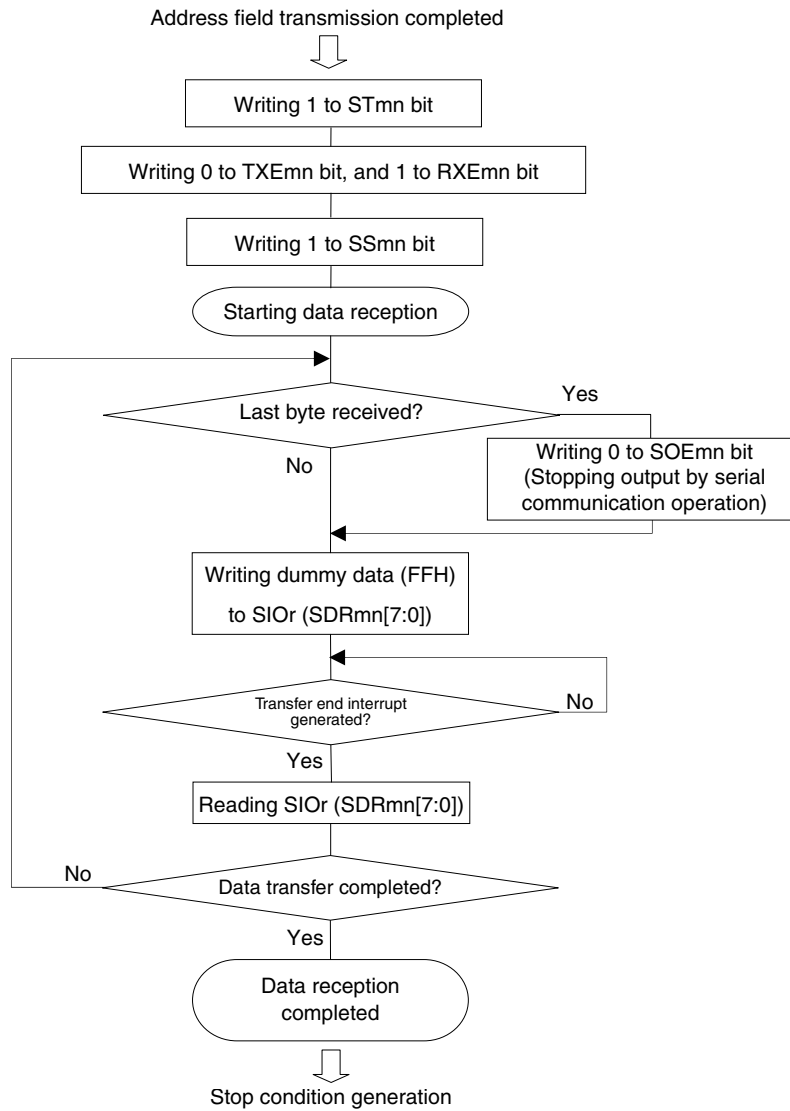 Address field transmission completed
Writing 1 to STmn bit
Writing 0 to TXEmn bit, and 1 to RXEmn bit
Writing 1 to SSmn bit
Starting data reception
Last byte received?
Yes
No
Writing 0 to SOEmn bit
(Stopping output by serial
communication operation)
Writing dummy data (FFH)
to SIOr (SDRmn[7:0])
Transfer end interrupt
generated?
No
Yes
Reading SIOr (SDRmn[7:0])
No
Data transfer completed?
Yes
Data reception
completed
Stop condition generation